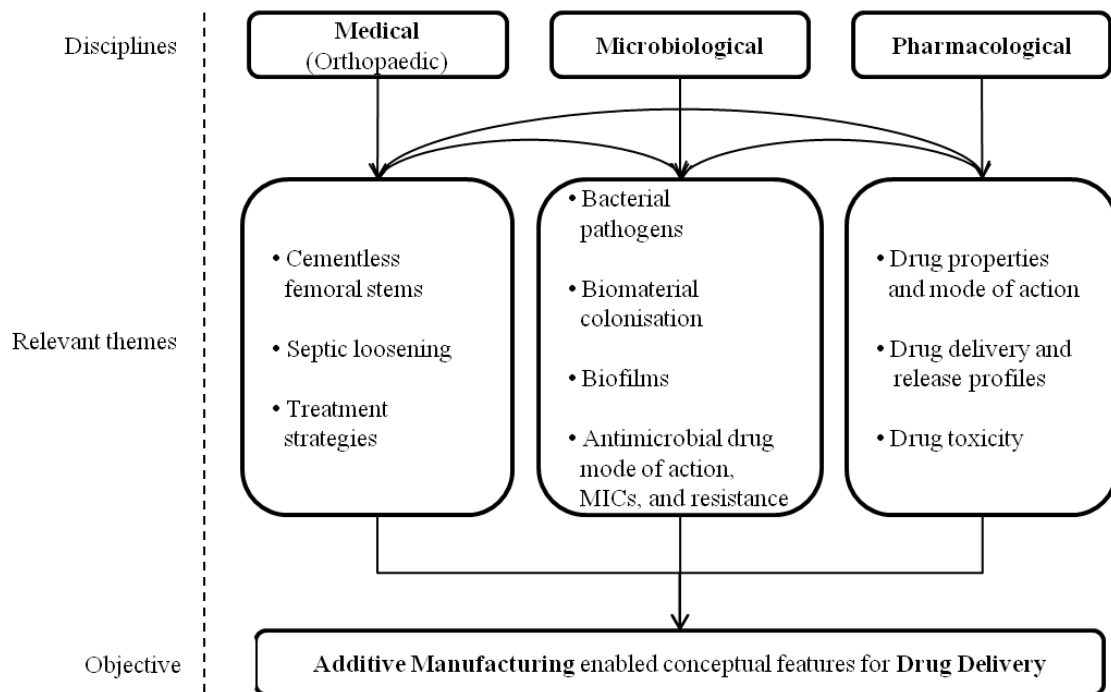 Disciplines
Medical
(Orthopaedic)
Microbiological
Pharmacological
Relevant themes
• Cementless
femoral stems
• Septic loosening
• Treatment
strategies
• Bacterial
pathogens
• Biomaterial
colonisation
• Biofilms
• Antimicrobial drug
mode of action,
MICs, and resistance
• Drug properties
and mode of action
• Drug delivery and
release profiles
• Drug toxicity
Objective
Additive Manufacturing enabled conceptual features for Drug Delivery